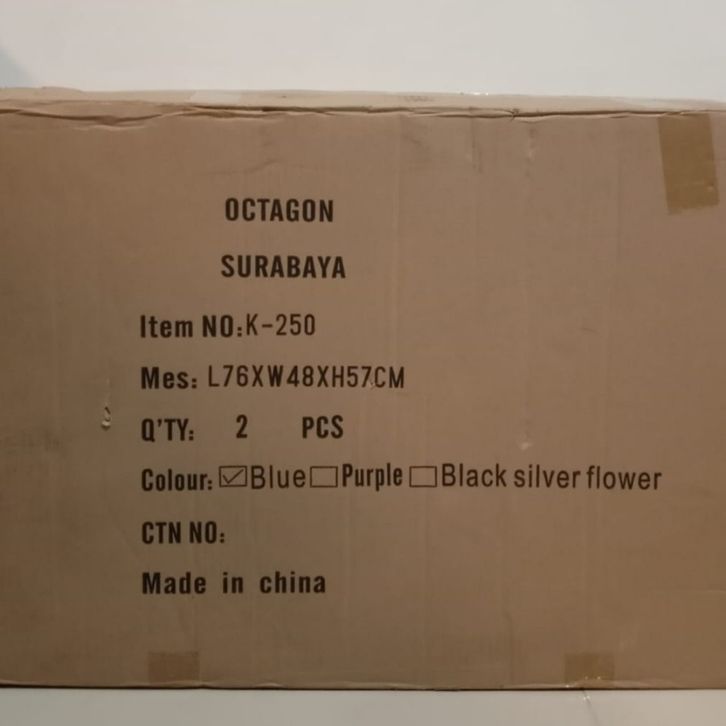 OCTAGON
SURABAYA
Item NO:K-250
Mes: L76XW48XH57CM
Q'TY: 2 PCS
Colour: ☑Blue☐Purple ☐Black silver flower
CTN NO:
Made in china